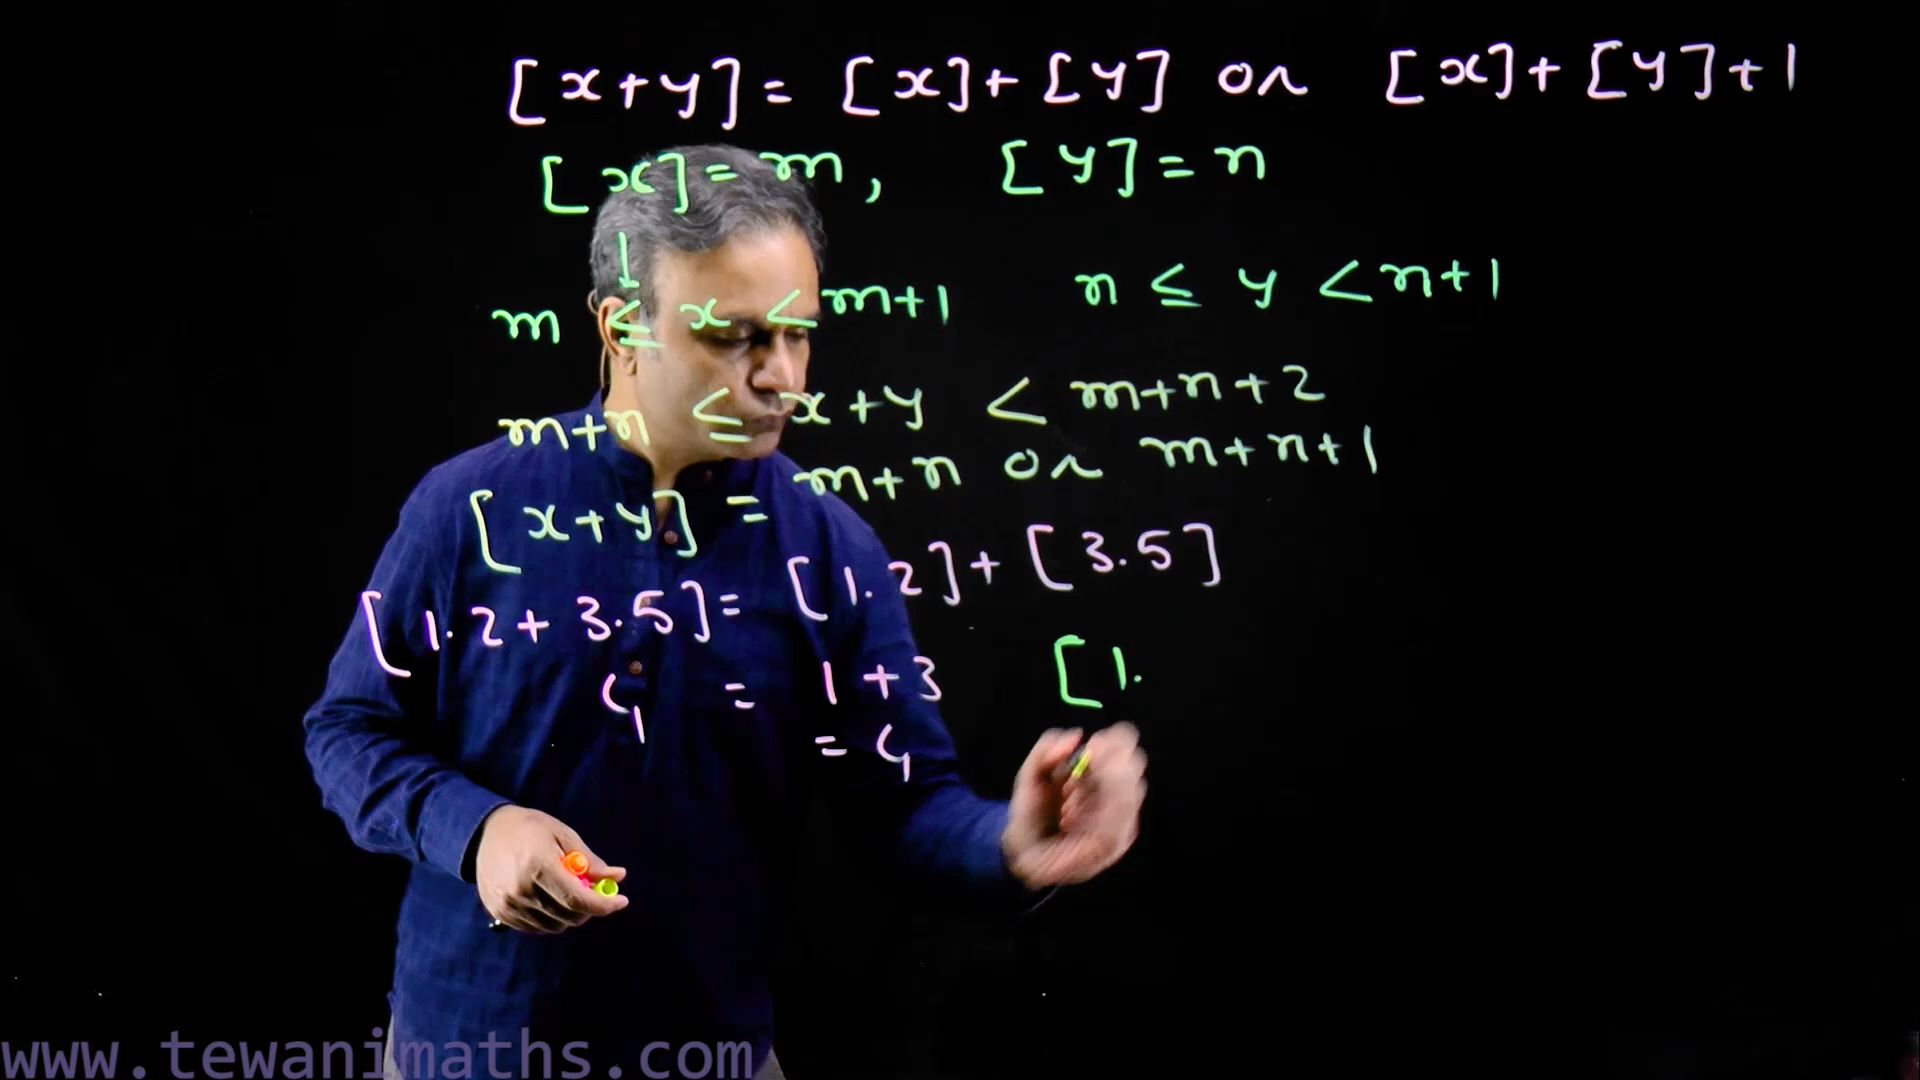 [x+y] = [x]+[y] or [x]+[y]+1
[x] = m, [y] = n
1
m ≤ x < m+1 n ≤ y < n+1
m+n ≤ x+y < m+n+2
[x+y] = m+n or m+n+1
[1.2+3.5] = [1.2]+[3.5]
4 = 1+3 [1.
= 4
www.tewanimaths.com